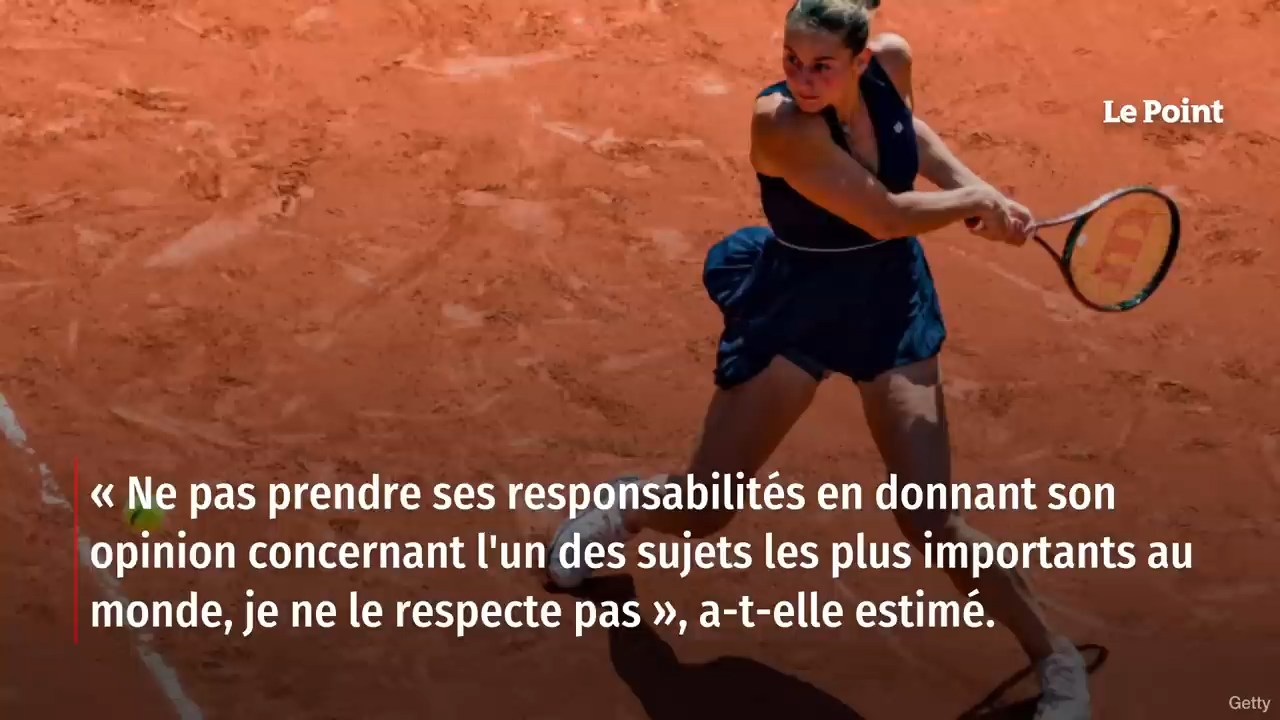 Le Point
« Ne pas prendre ses responsabilités en donnant son
opinion concernant l'un des sujets les plus importants au
monde, je ne le respecte pas », a-t-elle estimé.
Getty